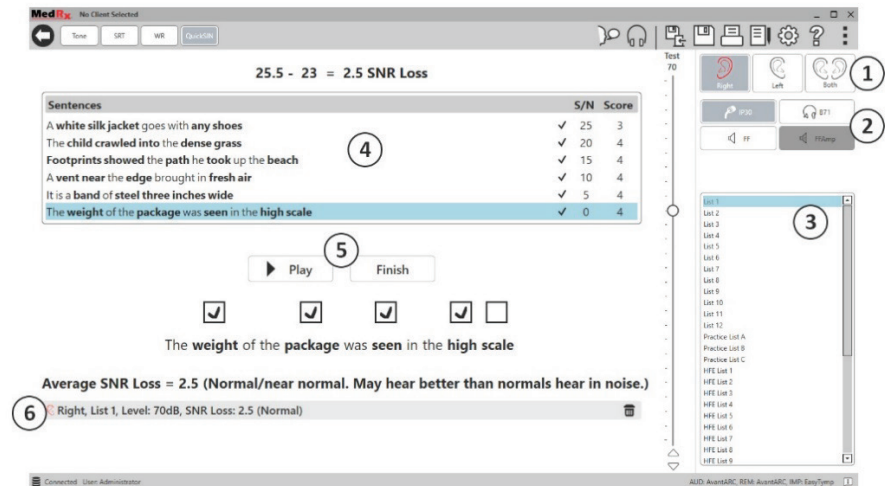 MedRx No Client Selected
Tone SRT WR QuickSIN
Test
70
25.5 - 23 = 2.5 SNR Loss
Right Left Both 1
IP30 B71 2
FF FF/Amp
Sentences S/N Score
A white silk jacket goes with any shoes ✓ 25 3
The child crawled into the dense grass ✓ 20 4
Footprints showed the path he took up the beach ✓ 15 4
A vent near the edge brought in fresh air ✓ 10 4
It is a band of steel three inches wide ✓ 5 4
The weight of the package was seen in the high scale ✓ 0 4
4
5
Play Finish
The weight of the package was seen in the high scale
Average SNR Loss = 2.5 (Normal/near normal. May hear better than normals hear in noise.)
6 Right, List 1, Level: 70dB, SNR Loss: 2.5 (Normal)
3
List 1
List 2
List 3
List 4
List 5
List 6
List 7
List 8
List 9
List 10
List 11
List 12
Practice List A
Practice List B
Practice List C
HFE List 1
HFE List 2
HFE List 3
HFE List 4
HFE List 5
HFE List 6
HFE List 7
HFE List 8
HFE List 9
Connected User: Administrator
AUD: AvantARC, REM: AvantARC, IMP: EasyTymp